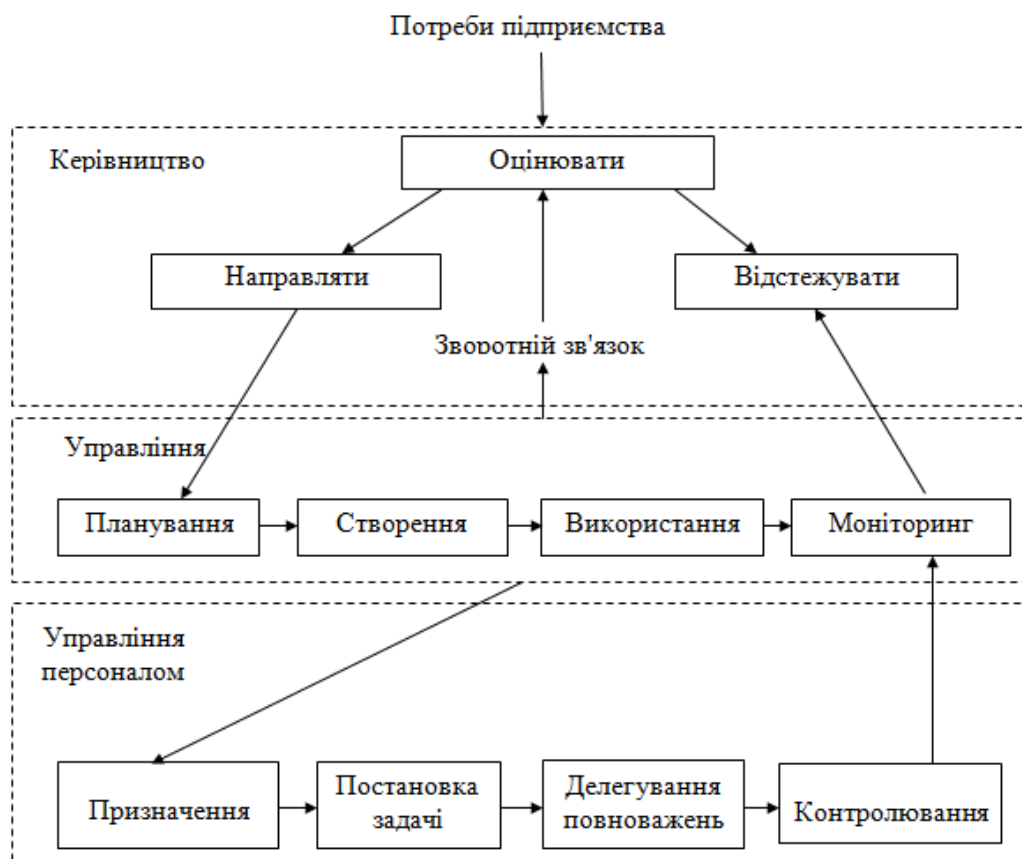 Потреби підприємства
Керівництво
Оцінювати
Направляти
Відстежувати
Зворотній зв'язок
Управління
Планування
Створення
Використання
Моніторинг
Управління
персоналом
Призначення
Постановка
задачі
Делегування
повноважень
Контролювання